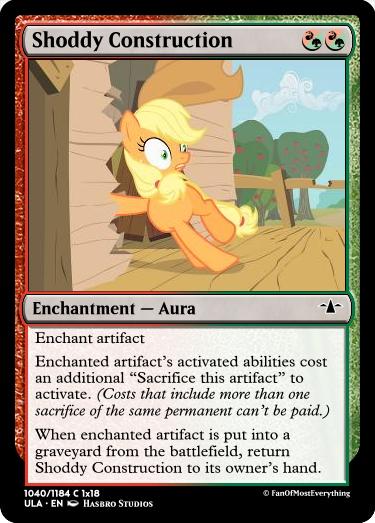 Shoddy Construction
Enchantment — Aura
Enchant artifact
Enchanted artifact's activated abilities cost
an additional “Sacrifice this artifact” to
activate. (Costs that include more than one
sacrifice of the same permanent can't be paid.)
When enchanted artifact is put into a
graveyard from the battlefield, return
Shoddy Construction to its owner's hand.
1040/1184 C 1x18
ULA • EN Hasbro Studios
© FanOfMostEverything